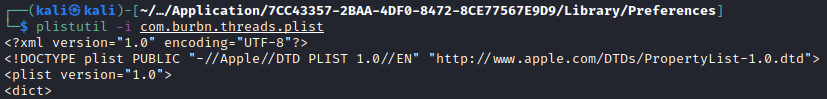 ┌──(kali㉿kali)-[~/…/Application/7CC43357-2BAA-4DF0-8472-8CE77567E9D9/Library/Preferences]
└─$ plistutil -i com.burbn.threads.plist
<?xml version="1.0" encoding="UTF-8"?>
<!DOCTYPE plist PUBLIC "-//Apple//DTD PLIST 1.0//EN" "http://www.apple.com/DTDs/PropertyList-1.0.dtd">
<plist version="1.0">
<dict>